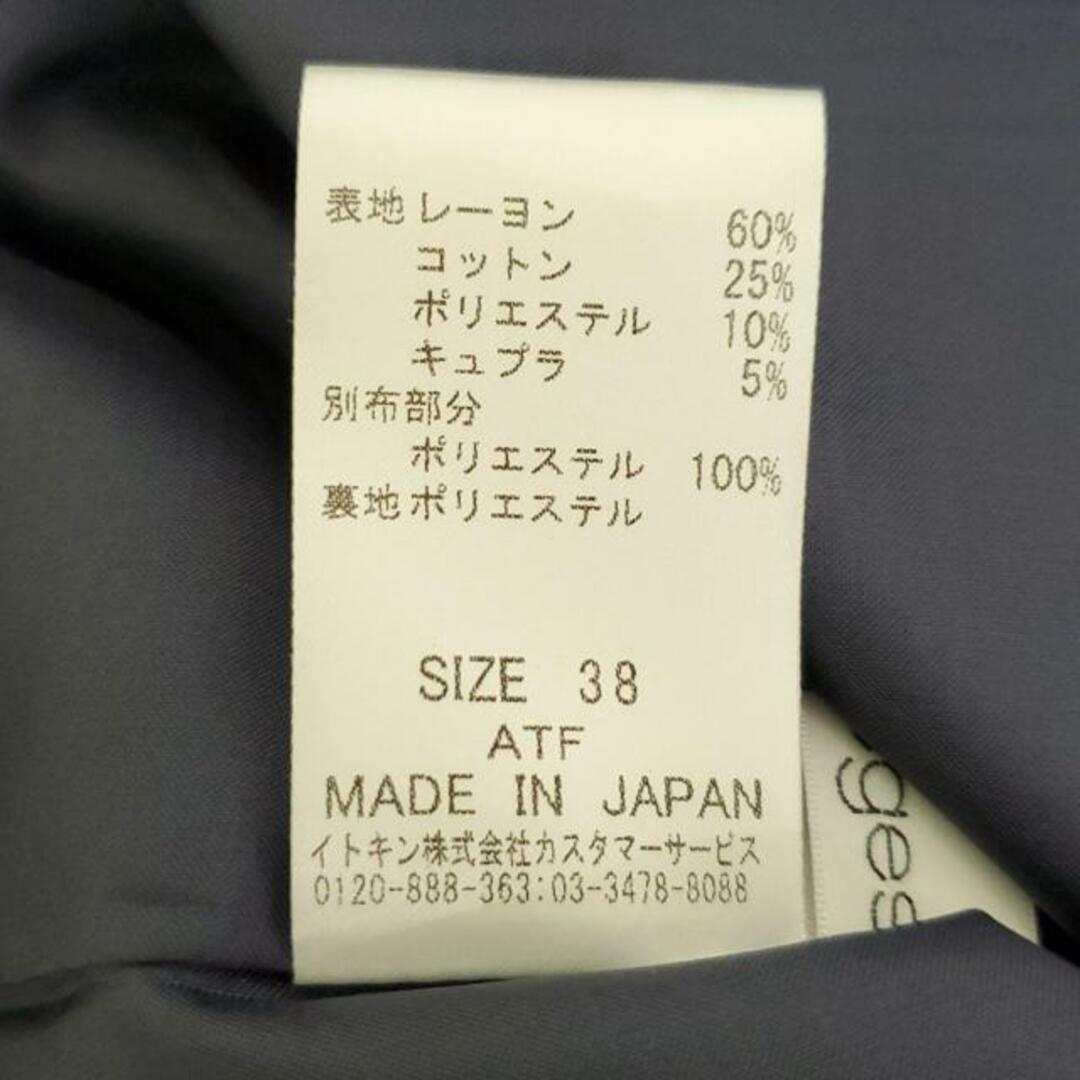 表地レーヨン 60%
コットン 25%
ポリエステル 10%
キュプラ 5%
別布部分
ポリエステル 100%
裏地ポリエステル
SIZE 38
ATF
MADE IN JAPAN
イトキン株式会社カスタマーサービス
0120-888-363:03-3478-8088